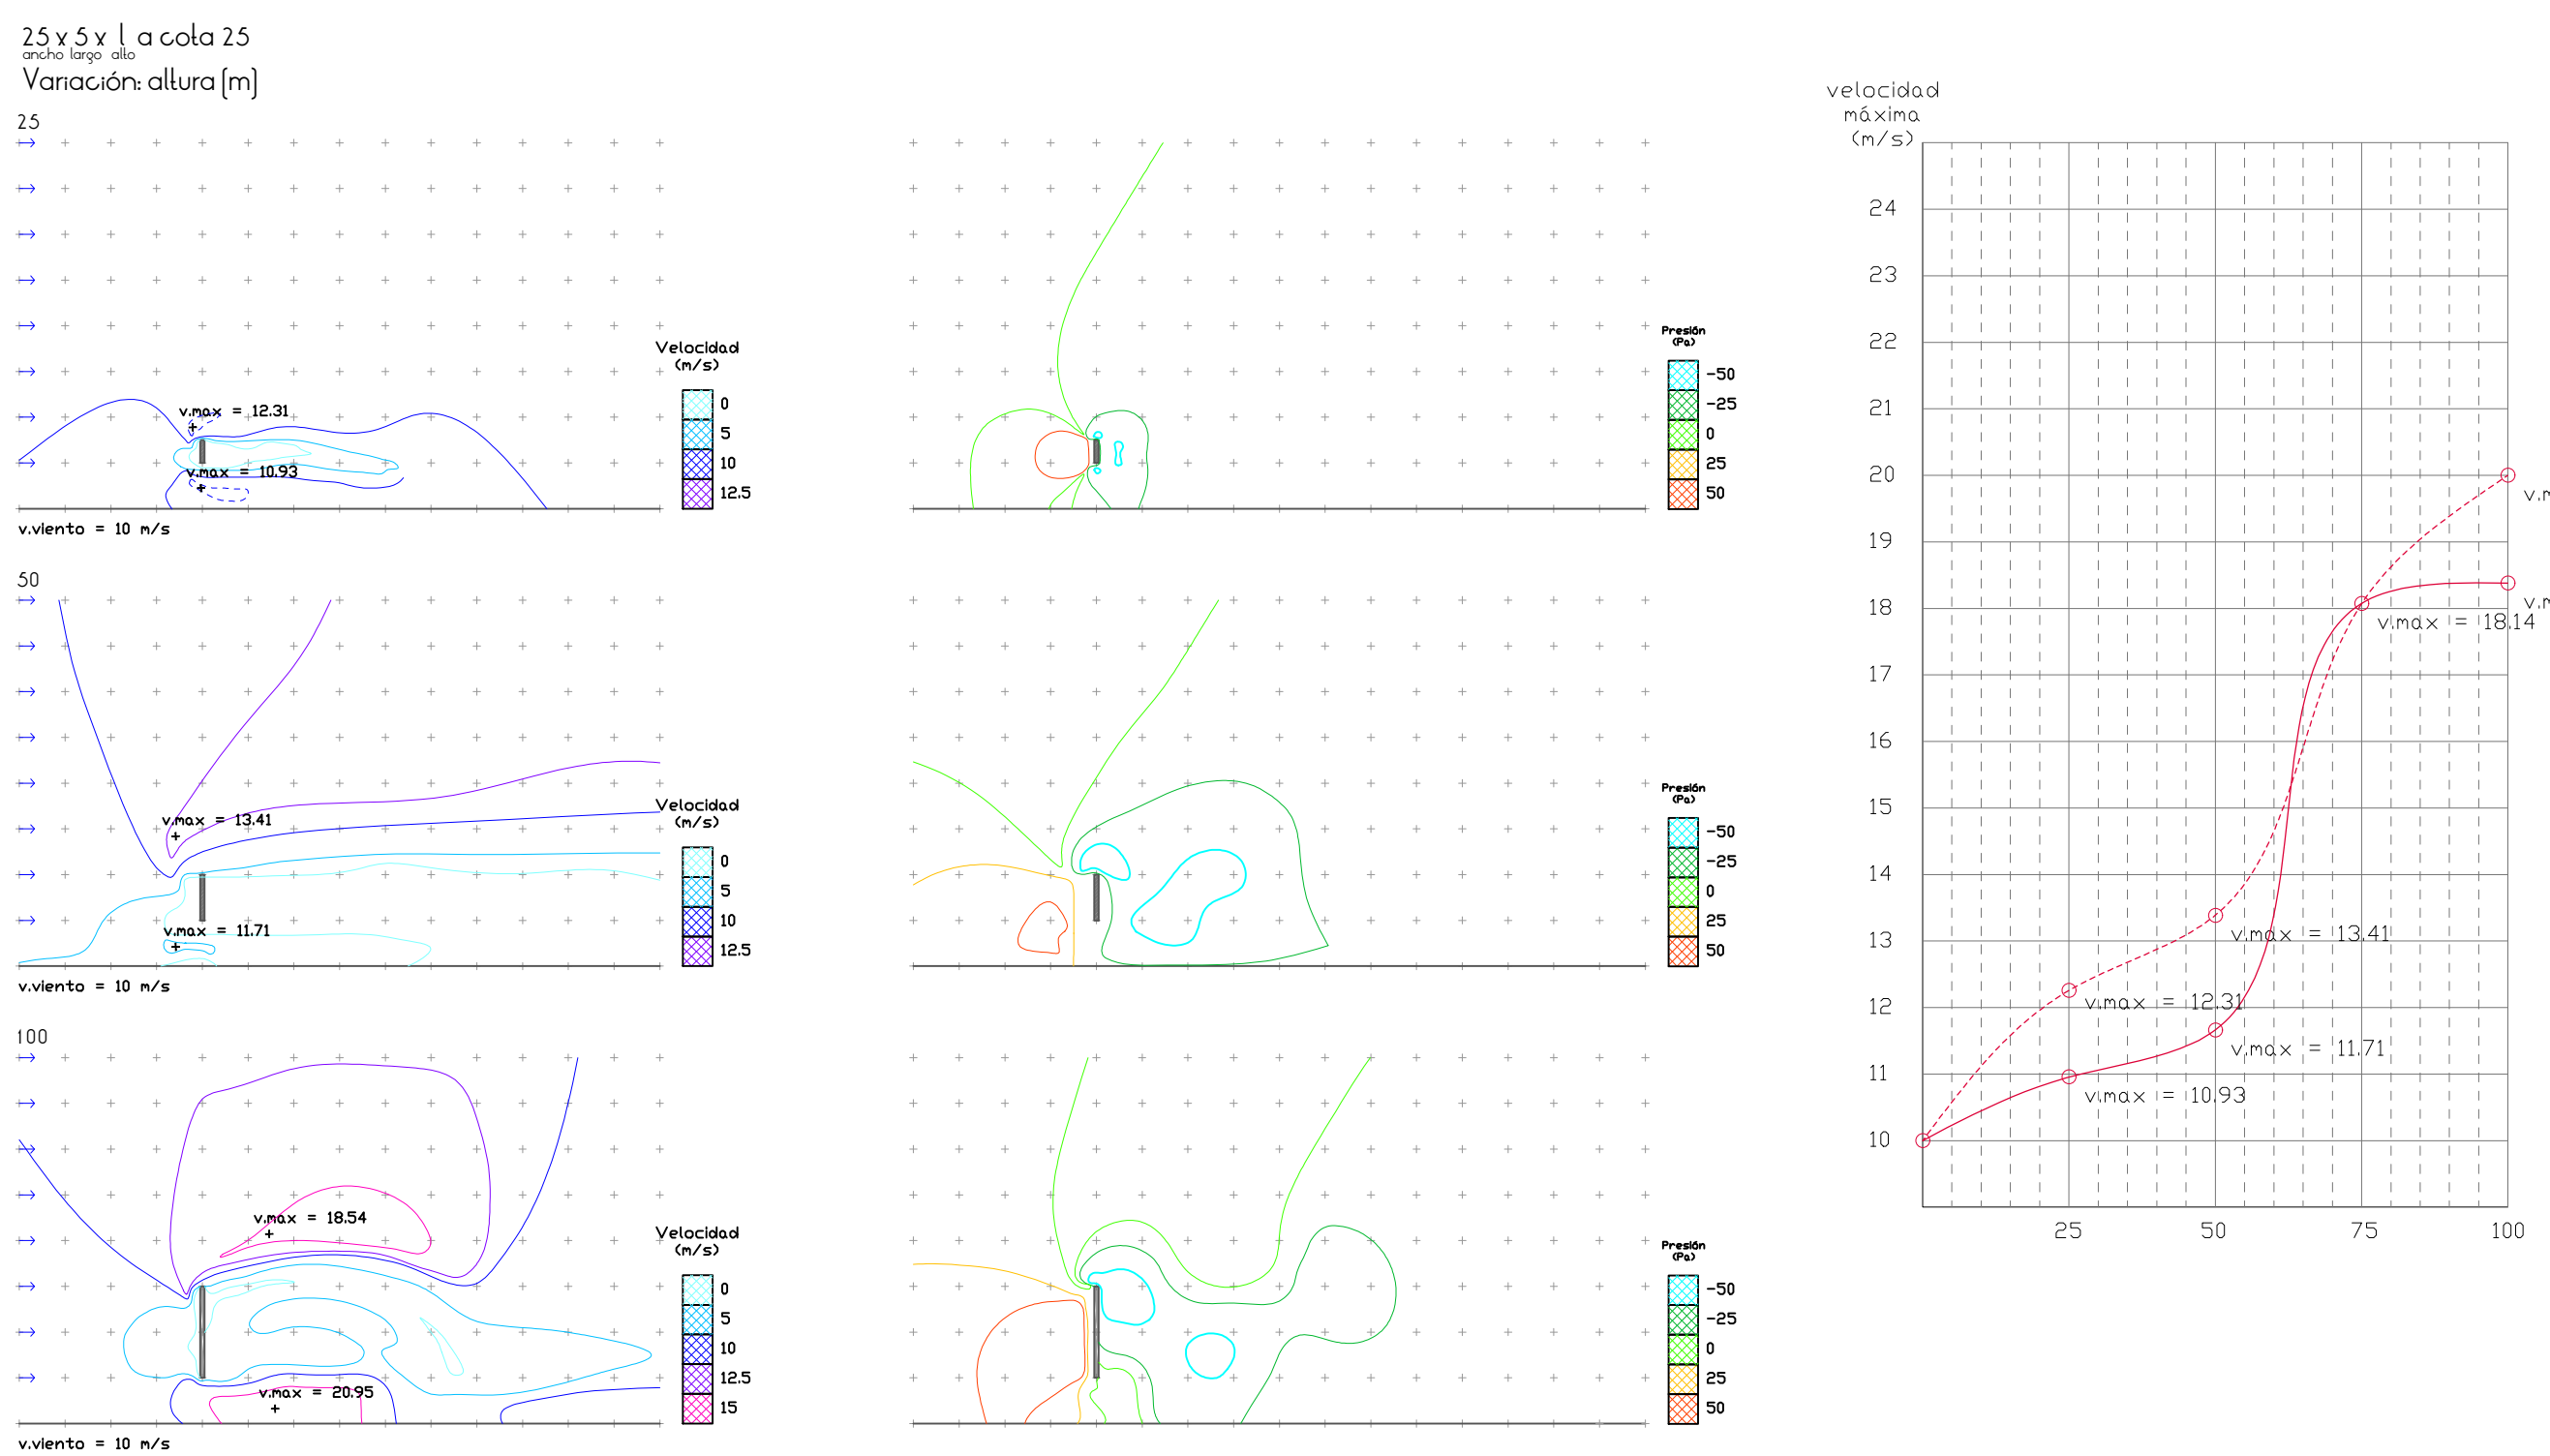 25 x 5 x l a cota 25
ancho largo alto
Variación: altura [m]
25
v.max = 12.31
v.max = 10.93
v.viento = 10 m/s
Velocidad
(m/s)
0
5
10
12.5
Presión
(Pa)
-50
-25
0
25
50
50
v.max = 13.41
v.max = 11.71
v.viento = 10 m/s
Velocidad
(m/s)
0
5
10
12.5
Presión
(Pa)
-50
-25
0
25
50
100
v.max = 18.54
v.max = 20.95
v.viento = 10 m/s
Velocidad
(m/s)
0
5
10
12.5
15
Presión
(Pa)
-50
-25
0
25
50
velocidad
máxima
(m/s)
24
23
22
21
20
19
18
17
16
15
14
13
12
11
10
v.max = 18.14
v.max = 13.41
v.max = 12.31
v.max = 11.71
v.max = 10.93
25
50
75
100